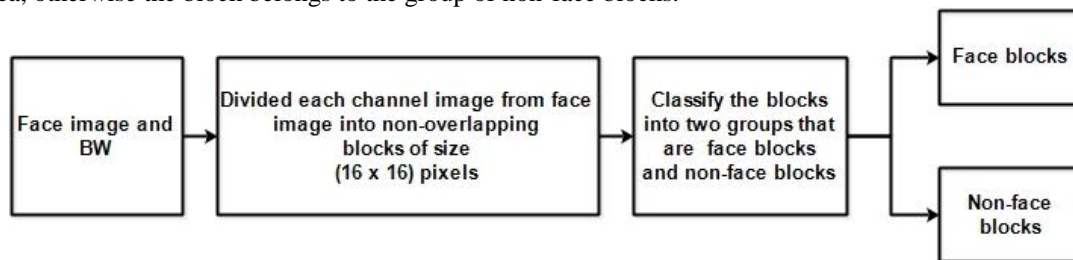 otherwise the block belongs to the group of non-face blocks.
Face image and
BW
Divided each channel image from face
image into non-overlapping
blocks of size
(16 x 16) pixels
Classify the blocks
into two groups that
are face blocks
and non-face blocks
Face blocks
Non-face
blocks